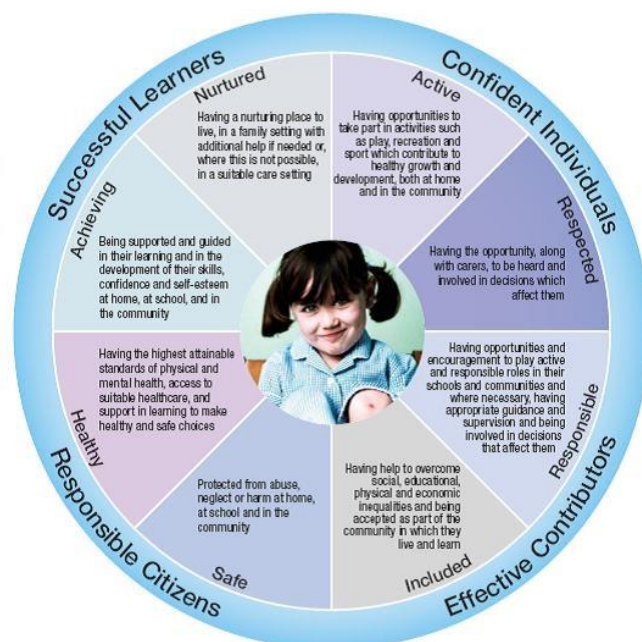 Successful Learners
Confident Individuals
Nurtured
Having a nurturing place to
live, in a family setting with
additional help if needed or,
where this is not possible,
in a suitable care setting
Active
Having opportunities to
take part in activities such
as play, recreation and
sport which contribute to
healthy growth and
development, both at home
and in the community
Achieving
Being supported and guided
in their learning and in the
development of their skills,
confidence and self-esteem
at home, at school, and in
the community
Respected
Having the opportunity, along
with carers, to be heard and
involved in decisions which
affect them
Healthy
Having the highest attainable
standards of physical and
mental health, access to
suitable healthcare, and
support in learning to make
healthy and safe choices
Responsible
Having opportunities and
encouragement to play active
and responsible roles in their
schools and communities and
where necessary, having
appropriate guidance and
supervision and being
involved in decisions
that affect them
Safe
Protected from abuse,
neglect or harm at home,
at school and in the
community
Included
Having help to overcome
social, educational,
physical and economic
inequalities and being
accepted as part of the
community in which they
live and learn
Responsible Citizens
Effective Contributors